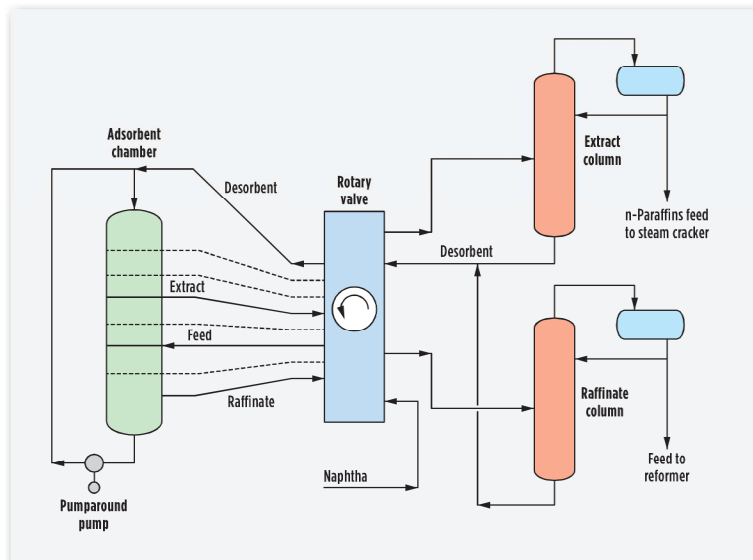 Adsorbent
chamber
Desorbent
Rotary
valve
Extract
column
n-Paraffins feed
to steam cracker
Desorbent
Extract
Feed
Raffinate
Raffinate
column
Naphtha
Feed to
reformer
Pumparound
pump